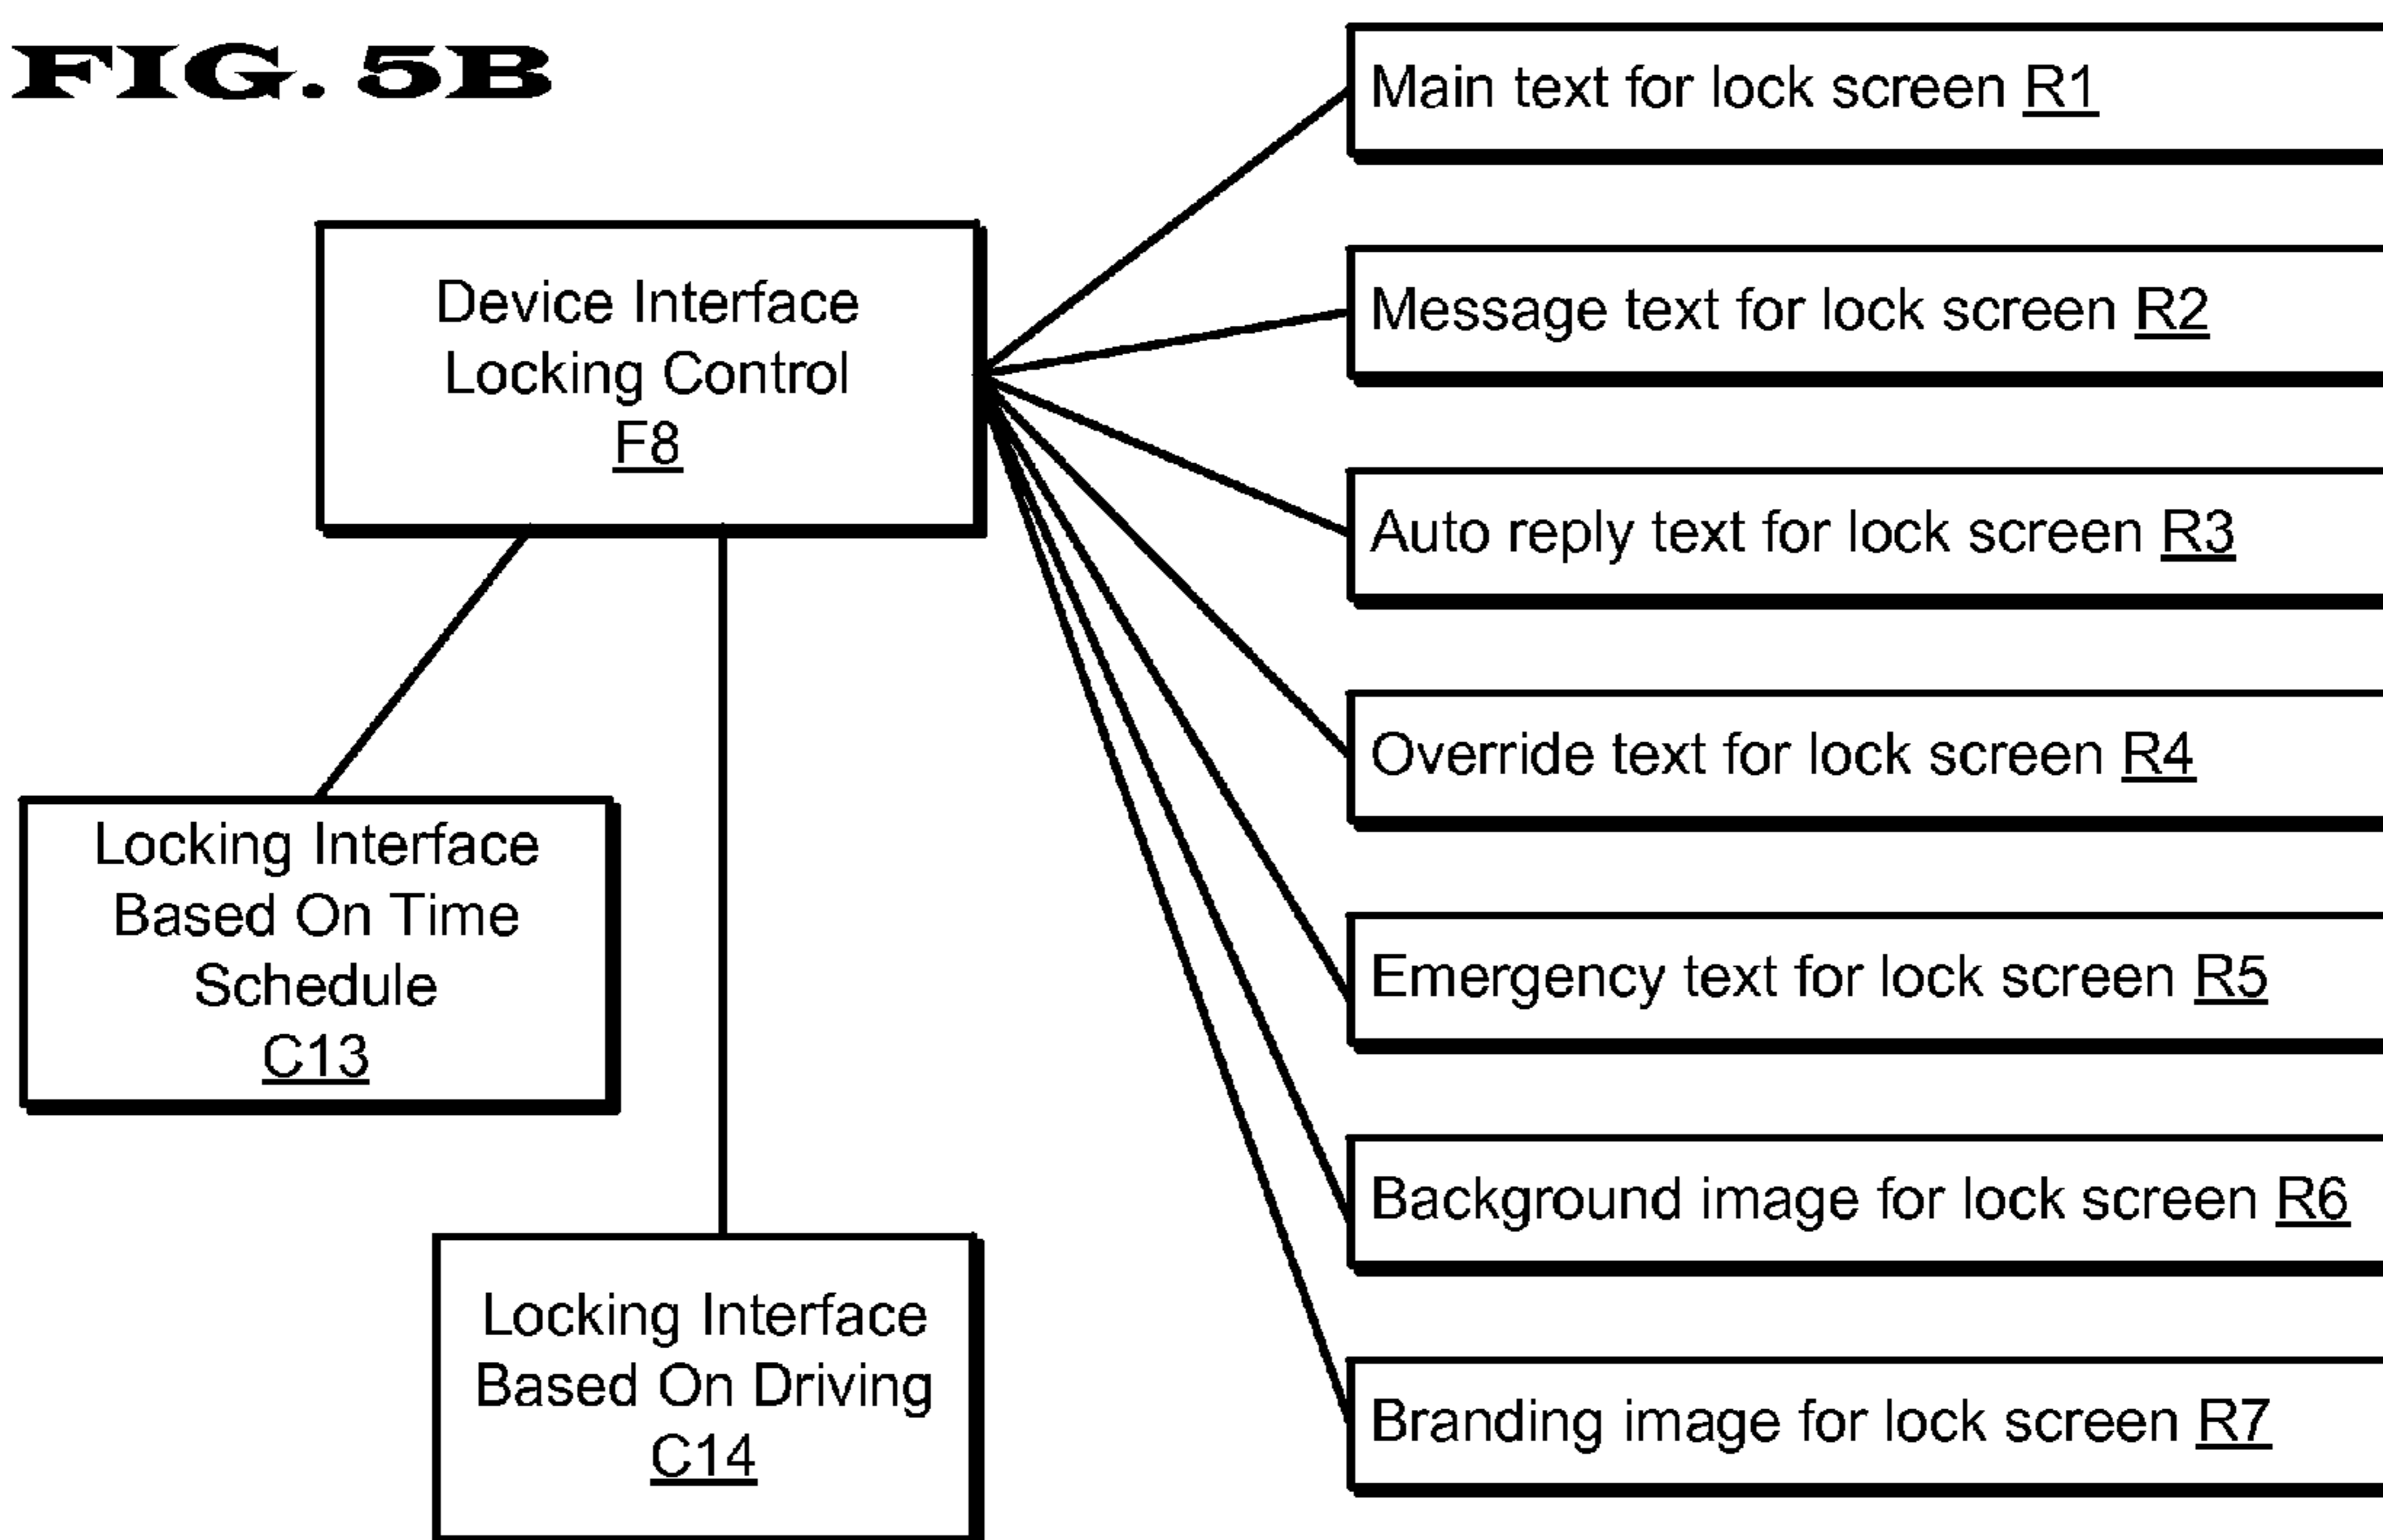 FIG. 5B
Main text for lock screen R1
Message text for lock screen R2
Device Interface
Locking Control
F8
Auto reply text for lock screen R3
Override text for lock screen R4
Locking Interface
Based On Time
Schedule
C13
Emergency text for lock screen R5
Background image for lock screen R6
Locking Interface
Based On Driving
C14
Branding image for lock screen R7